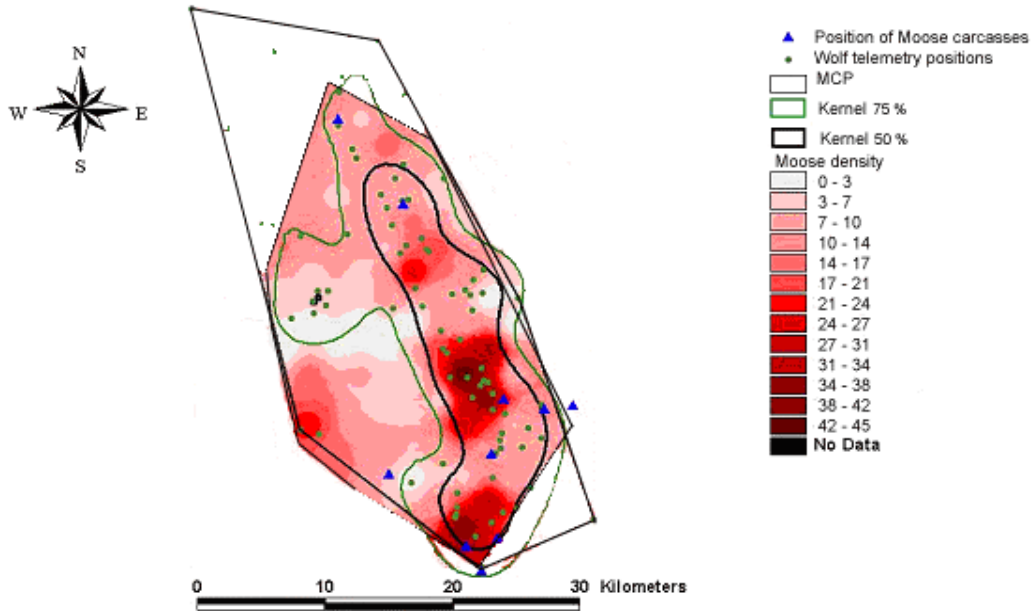 N
W
E
S
Position of Moose carcasses
Wolf telemetry positions
MCP
Kernel 75 %
Kernel 50 %
Moose density
0 - 3
3 - 7
7 - 10
10 - 14
14 - 17
17 - 21
21 - 24
24 - 27
27 - 31
31 - 34
34 - 38
38 - 42
42 - 45
No Data
0 10 20 30 Kilometers